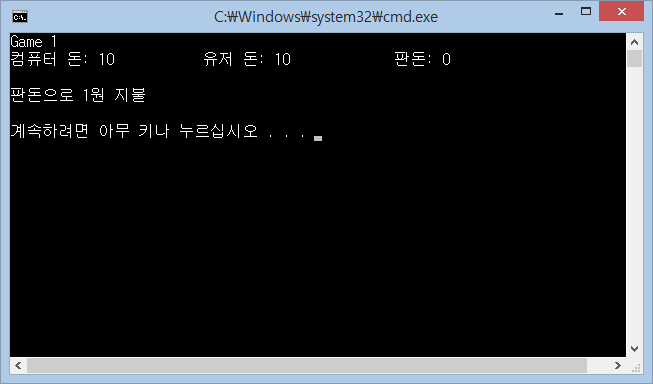 C:\Windows\system32\cmd.exe
Game 1
컴퓨터 돈: 10 유저 돈: 10 판돈: 0
판돈으로 1원 지불
계속하려면 아무 키나 누르십시오 . . .